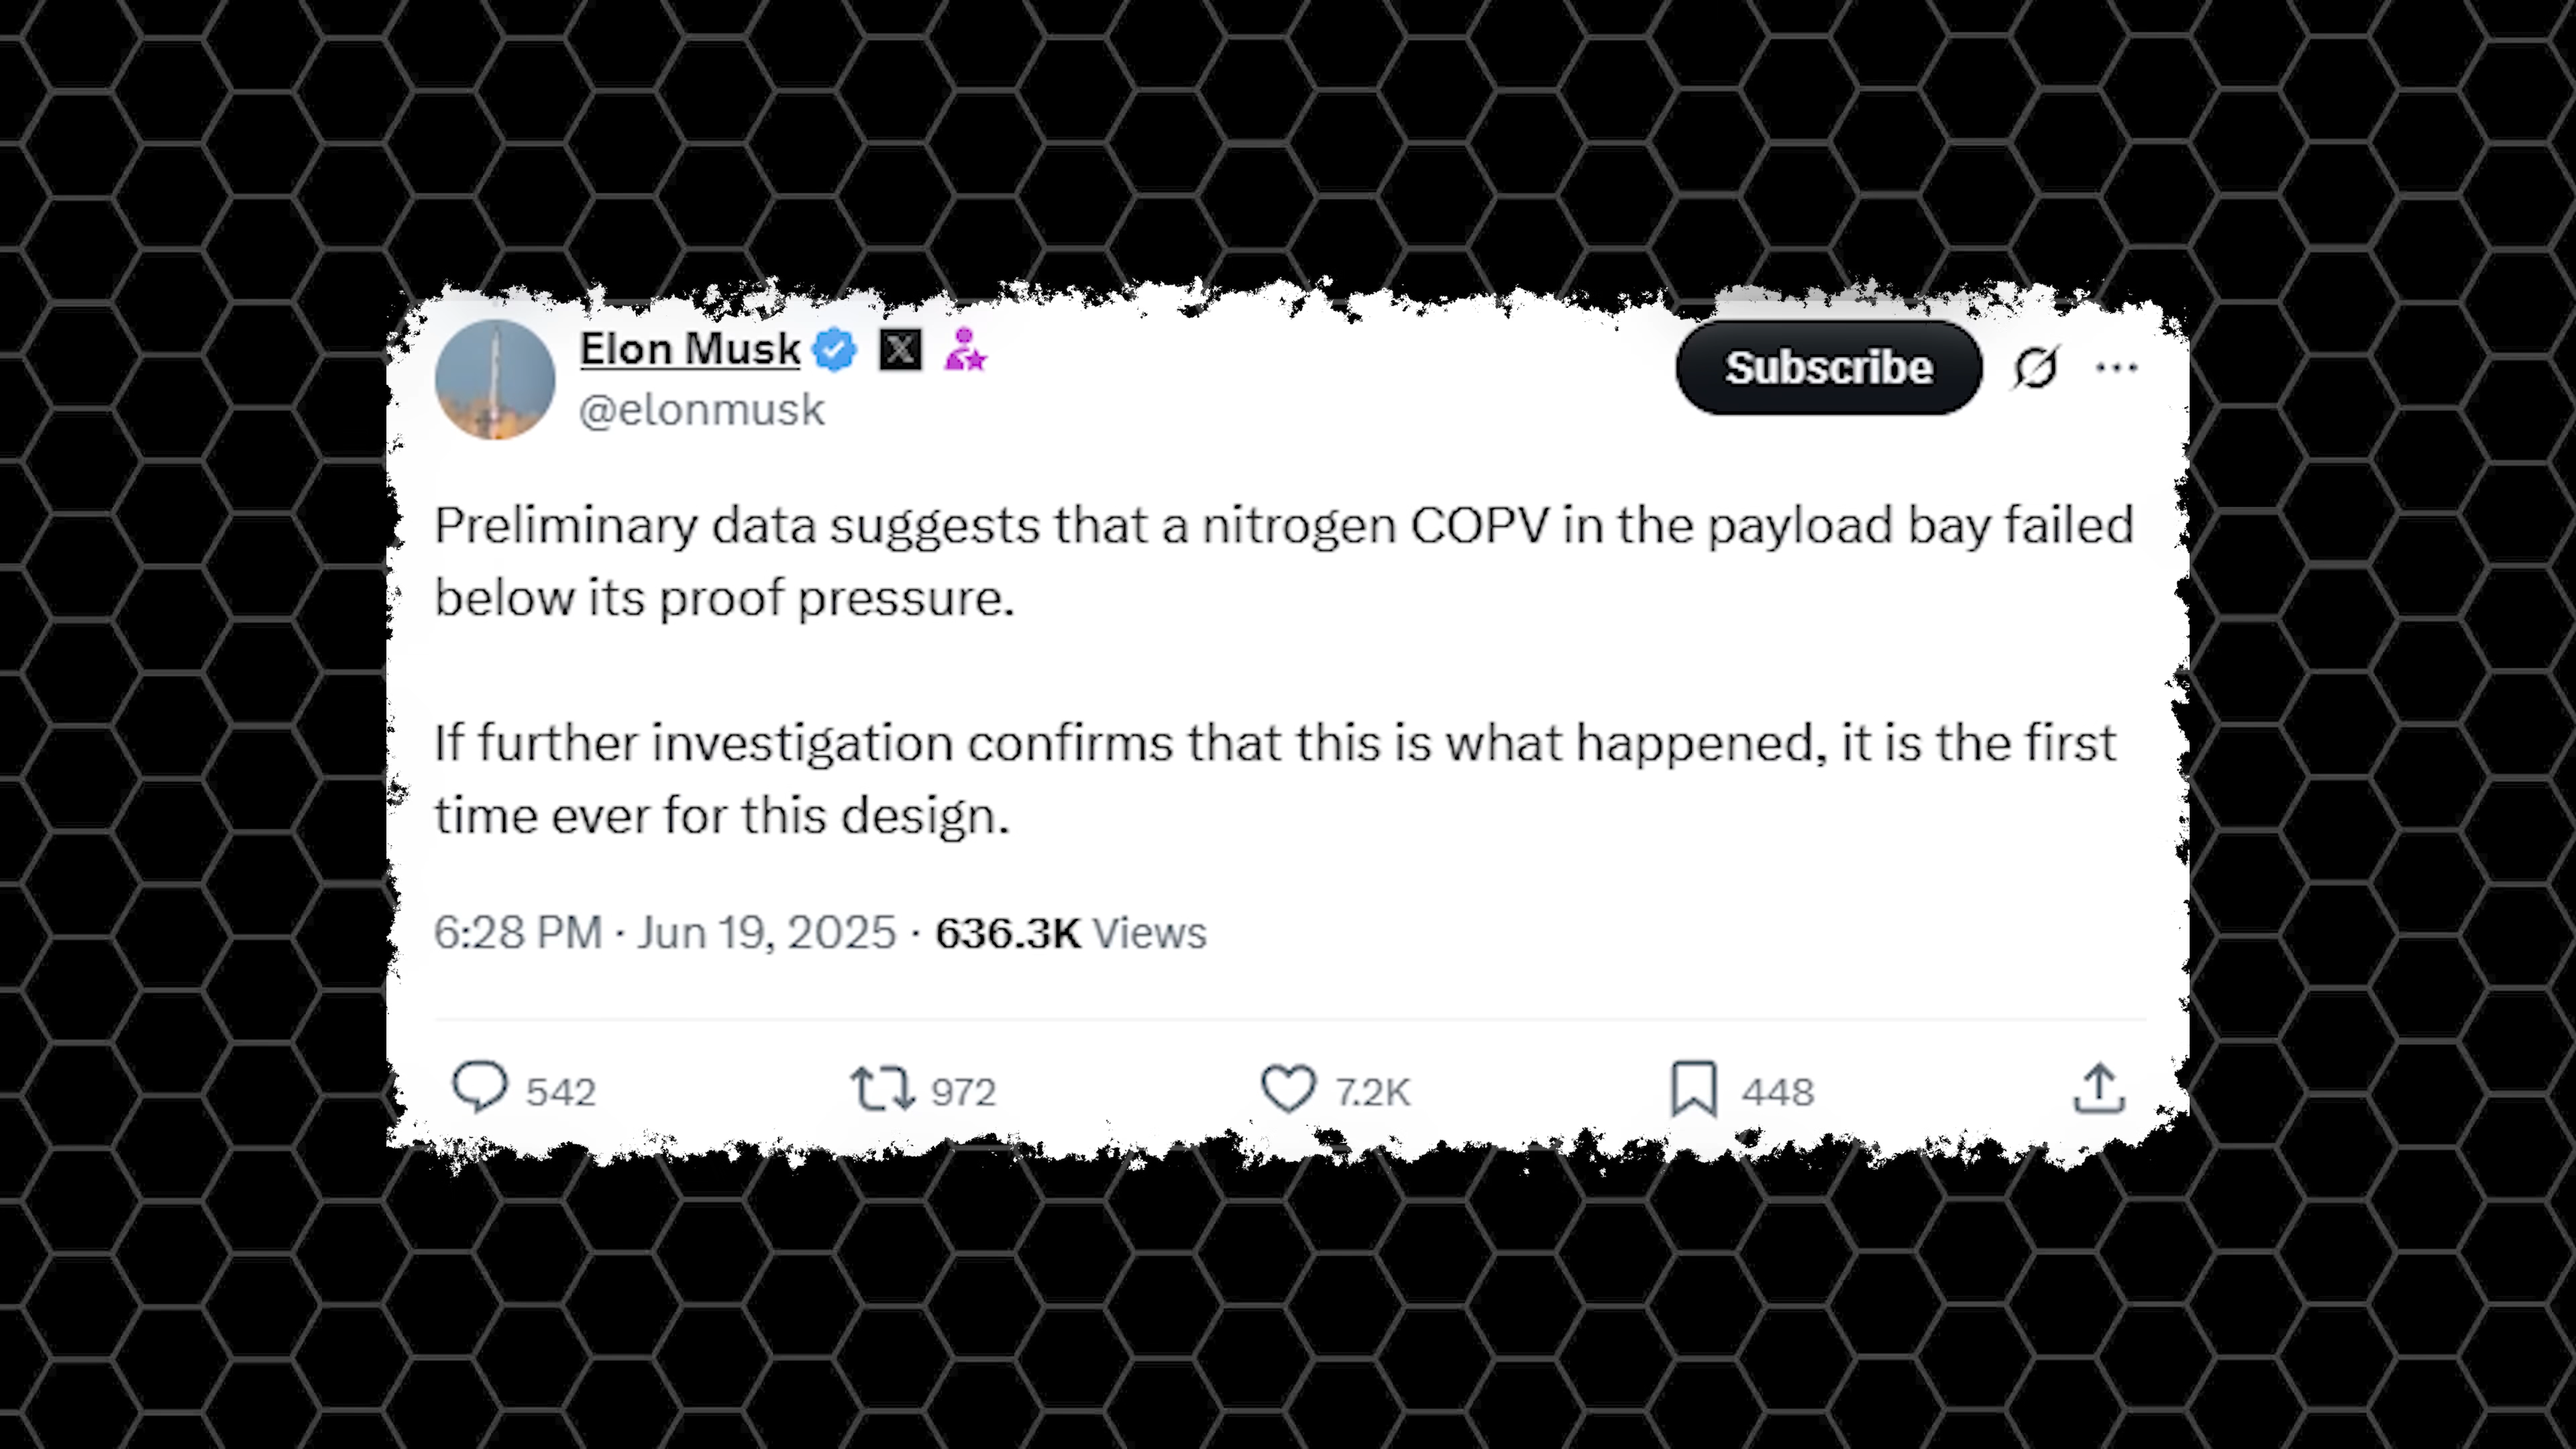 Elon Musk
Subscribe
@elonmusk
Preliminary data suggests that a nitrogen COPV in the payload bay failed
below its proof pressure.
If further investigation confirms that this is what happened, it is the first
time ever for this design.
6:28 PM · Jun 19, 2025 · 636.3K Views
542 972 7.2K 448